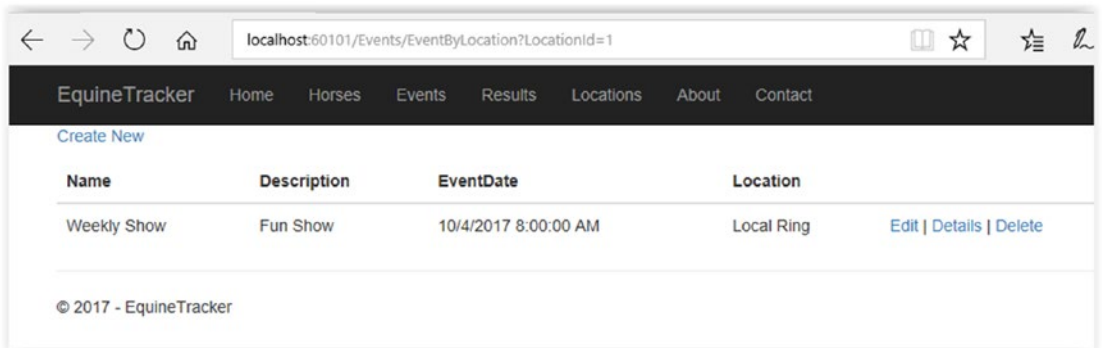 localhost:60101/Events/EventByLocation?LocationId=1
EquineTracker Home Horses Events Results Locations About Contact
Create New
Name Description EventDate Location
Weekly Show Fun Show 10/4/2017 8:00:00 AM Local Ring Edit | Details | Delete
© 2017 - EquineTracker